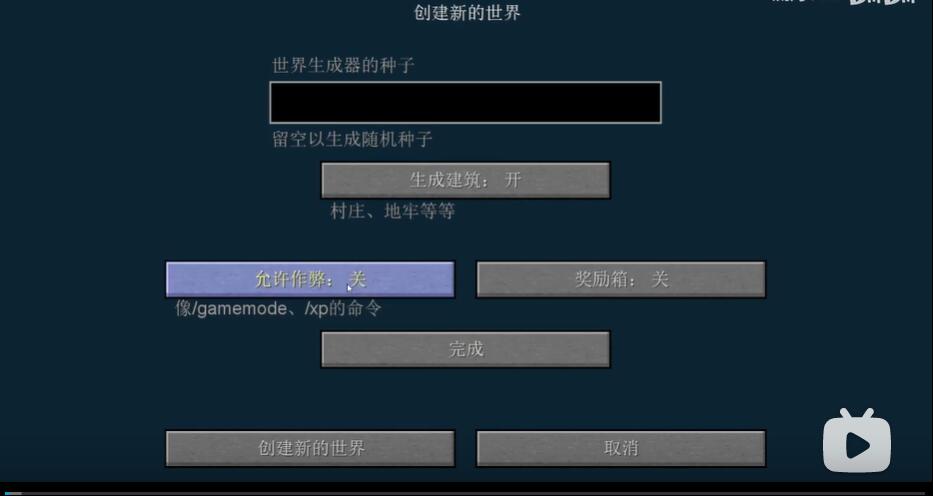 创建新的世界
世界生成器的种子
留空以生成随机种子
生成建筑： 开
村庄、地牢等等
允许作弊： 关
奖励箱： 关
像/gamemode、/xp的命令
完成
创建新的世界
取消